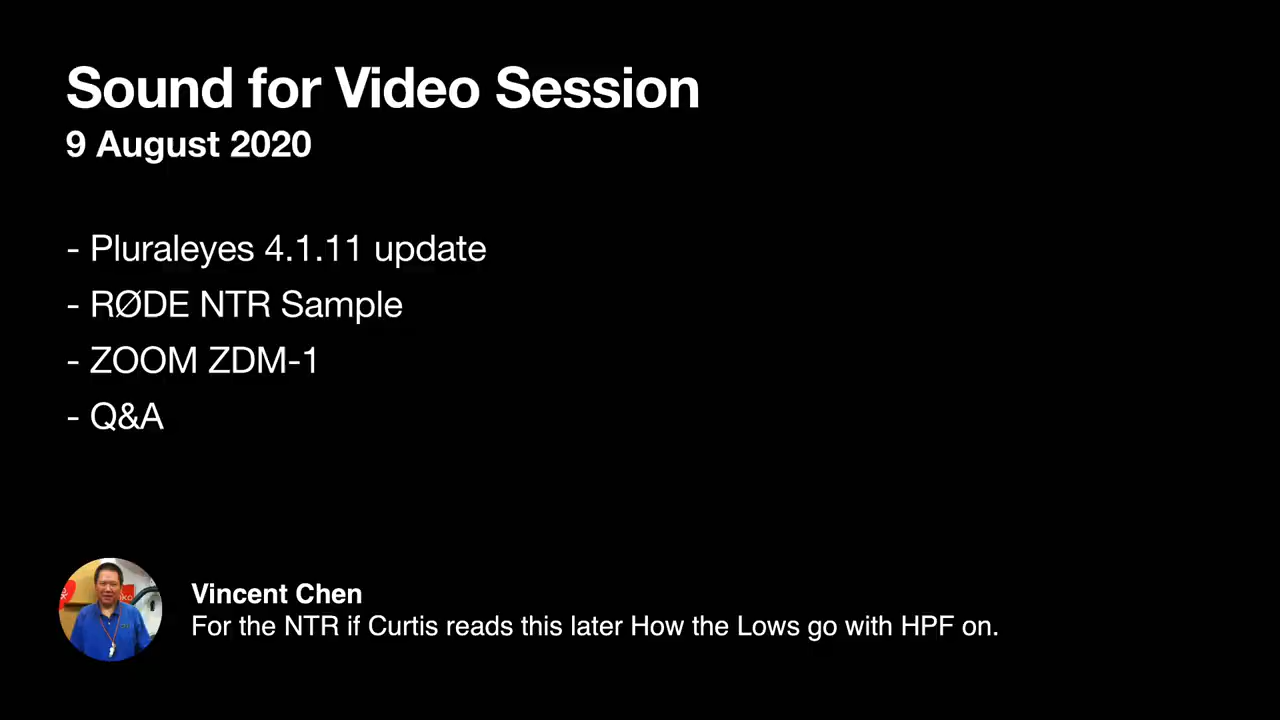 Sound for Video Session
9 August 2020
- Pluraleyes 4.1.11 update
- RØDE NTR Sample
- ZOOM ZDM-1
- Q&A
Vincent Chen
For the NTR if Curtis reads this later How the Lows go with HPF on.